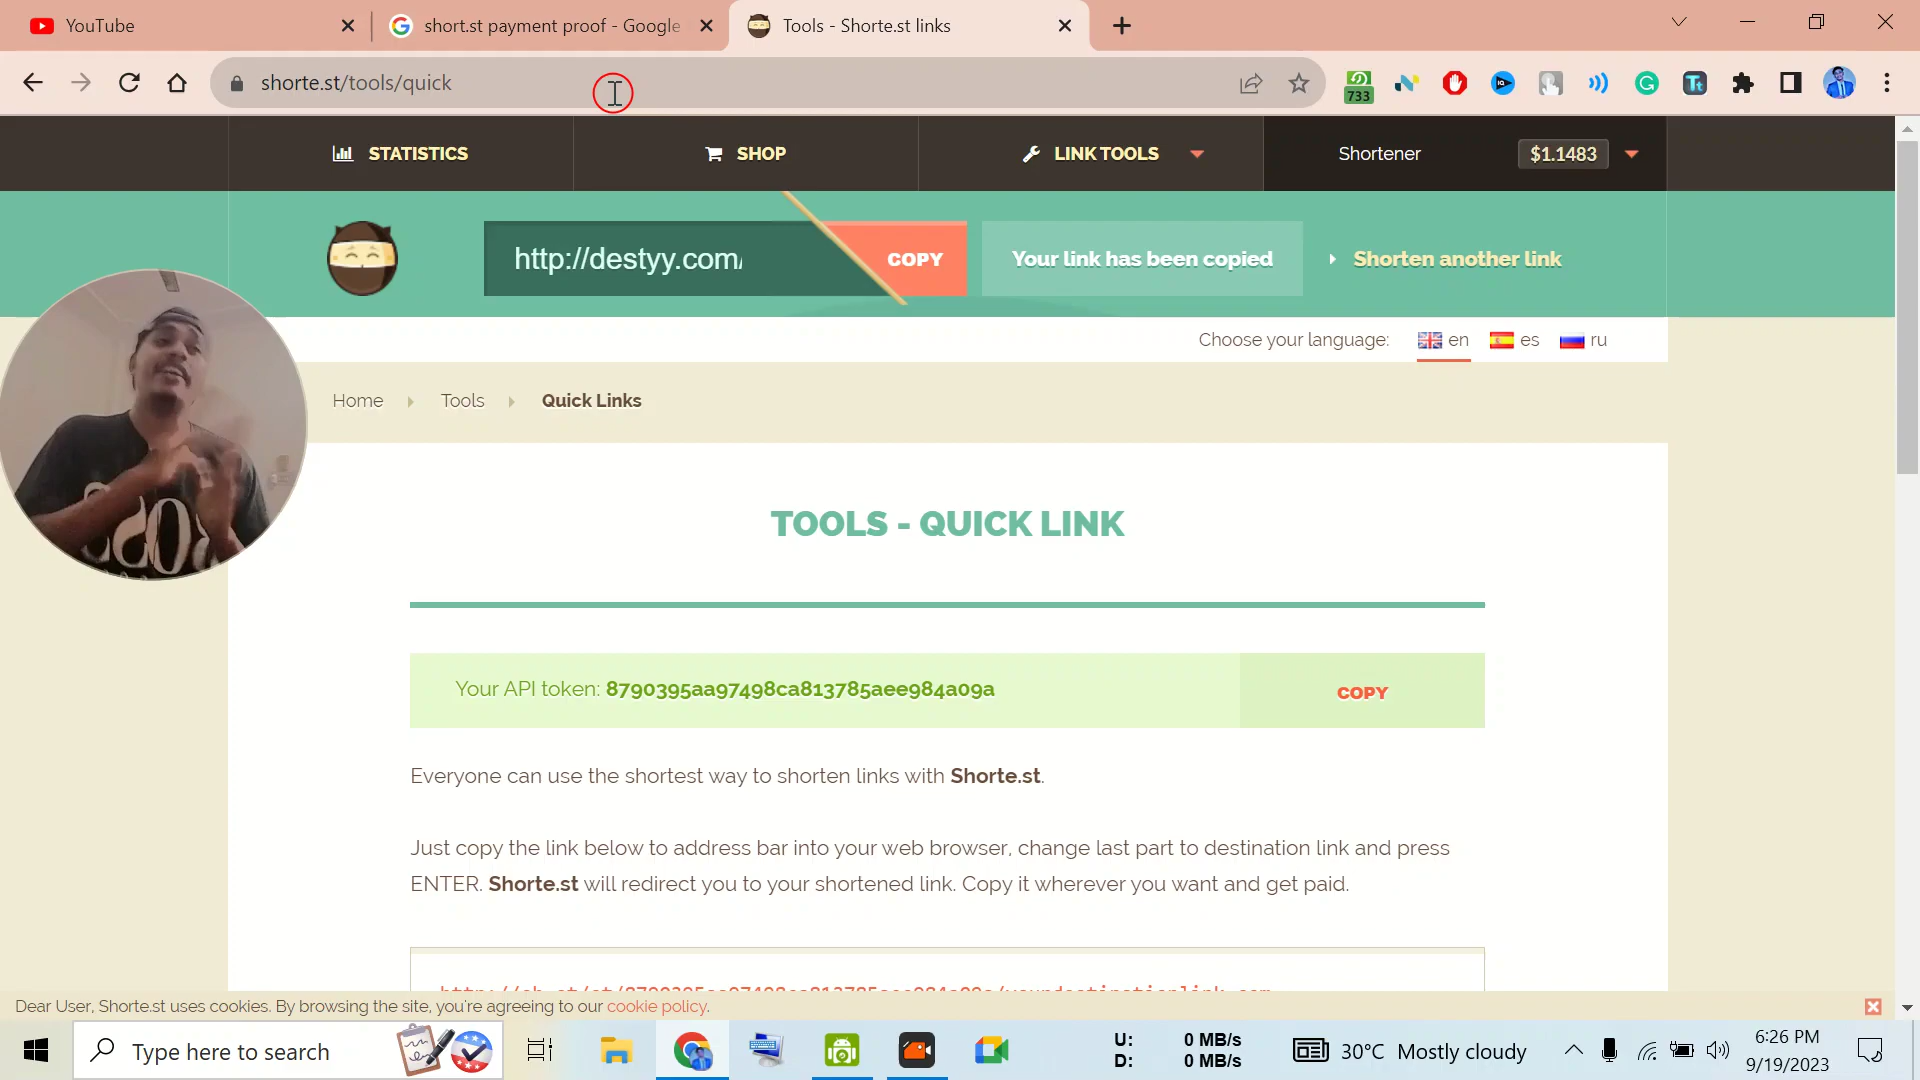 YouTube
short.st payment proof - Google
Tools - Shorte.st links
shorte.st/tools/quick
733
STATISTICS
SHOP
LINK TOOLS
Shortener
$1.1483
http://destyy.com/
COPY
Your link has been copied
Shorten another link
Choose your language:
en
es
ru
Home
Tools
Quick Links
TOOLS - QUICK LINK
Your API token: 8790395aa97498ca813785aee984a09a
COPY
Everyone can use the shortest way to shorten links with Shorte.st.
Just copy the link below to address bar into your web browser, change last part to destination link and press
ENTER. Shorte.st will redirect you to your shortened link. Copy it wherever you want and get paid.
Dear User, Shorte.st uses cookies. By browsing the site, you're agreeing to our cookie policy.
Type here to search
U: 0 MB/s
D: 0 MB/s
30°C Mostly cloudy
6:26 PM
9/19/2023